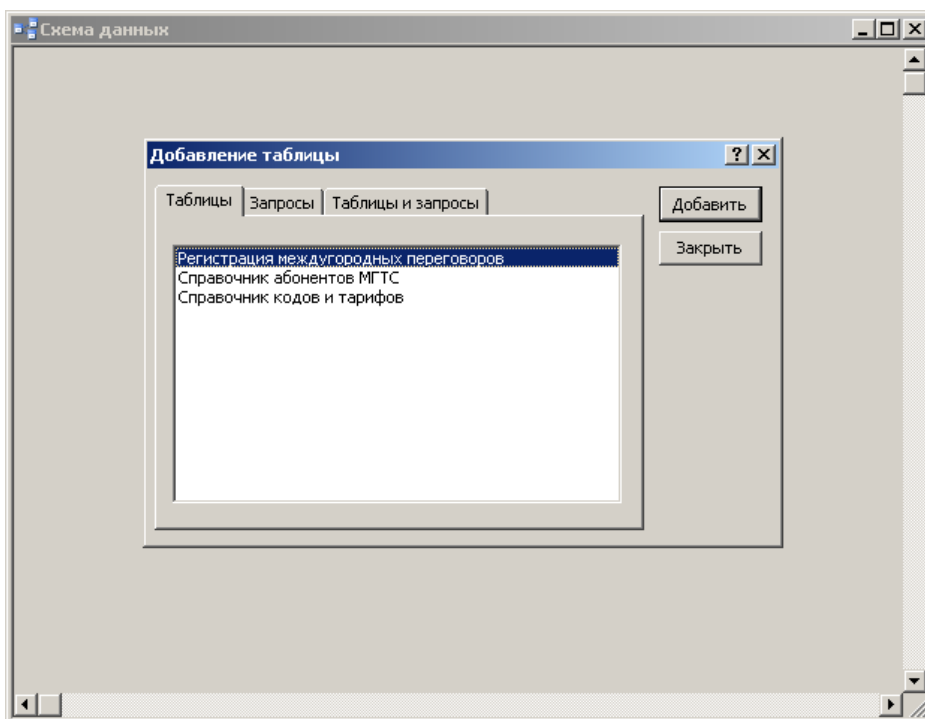 Схема данных
Добавление таблицы
Таблицы Запросы Таблицы и запросы
Добавить
Закрыть
Регистрация междугородных переговоров
Справочник абонентов МГТС
Справочник кодов и тарифов